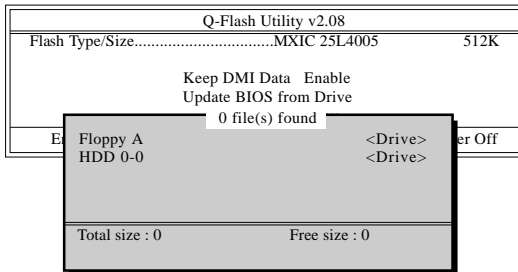 Q-Flash Utility v2.08
Flash Type/Size.................................MXIC 25L4005 512K
Keep DMI Data Enable
Update BIOS from Drive
0 file(s) found
Floppy A <Drive>
HDD 0-0 <Drive>
Off
Total size : 0 Free size : 0